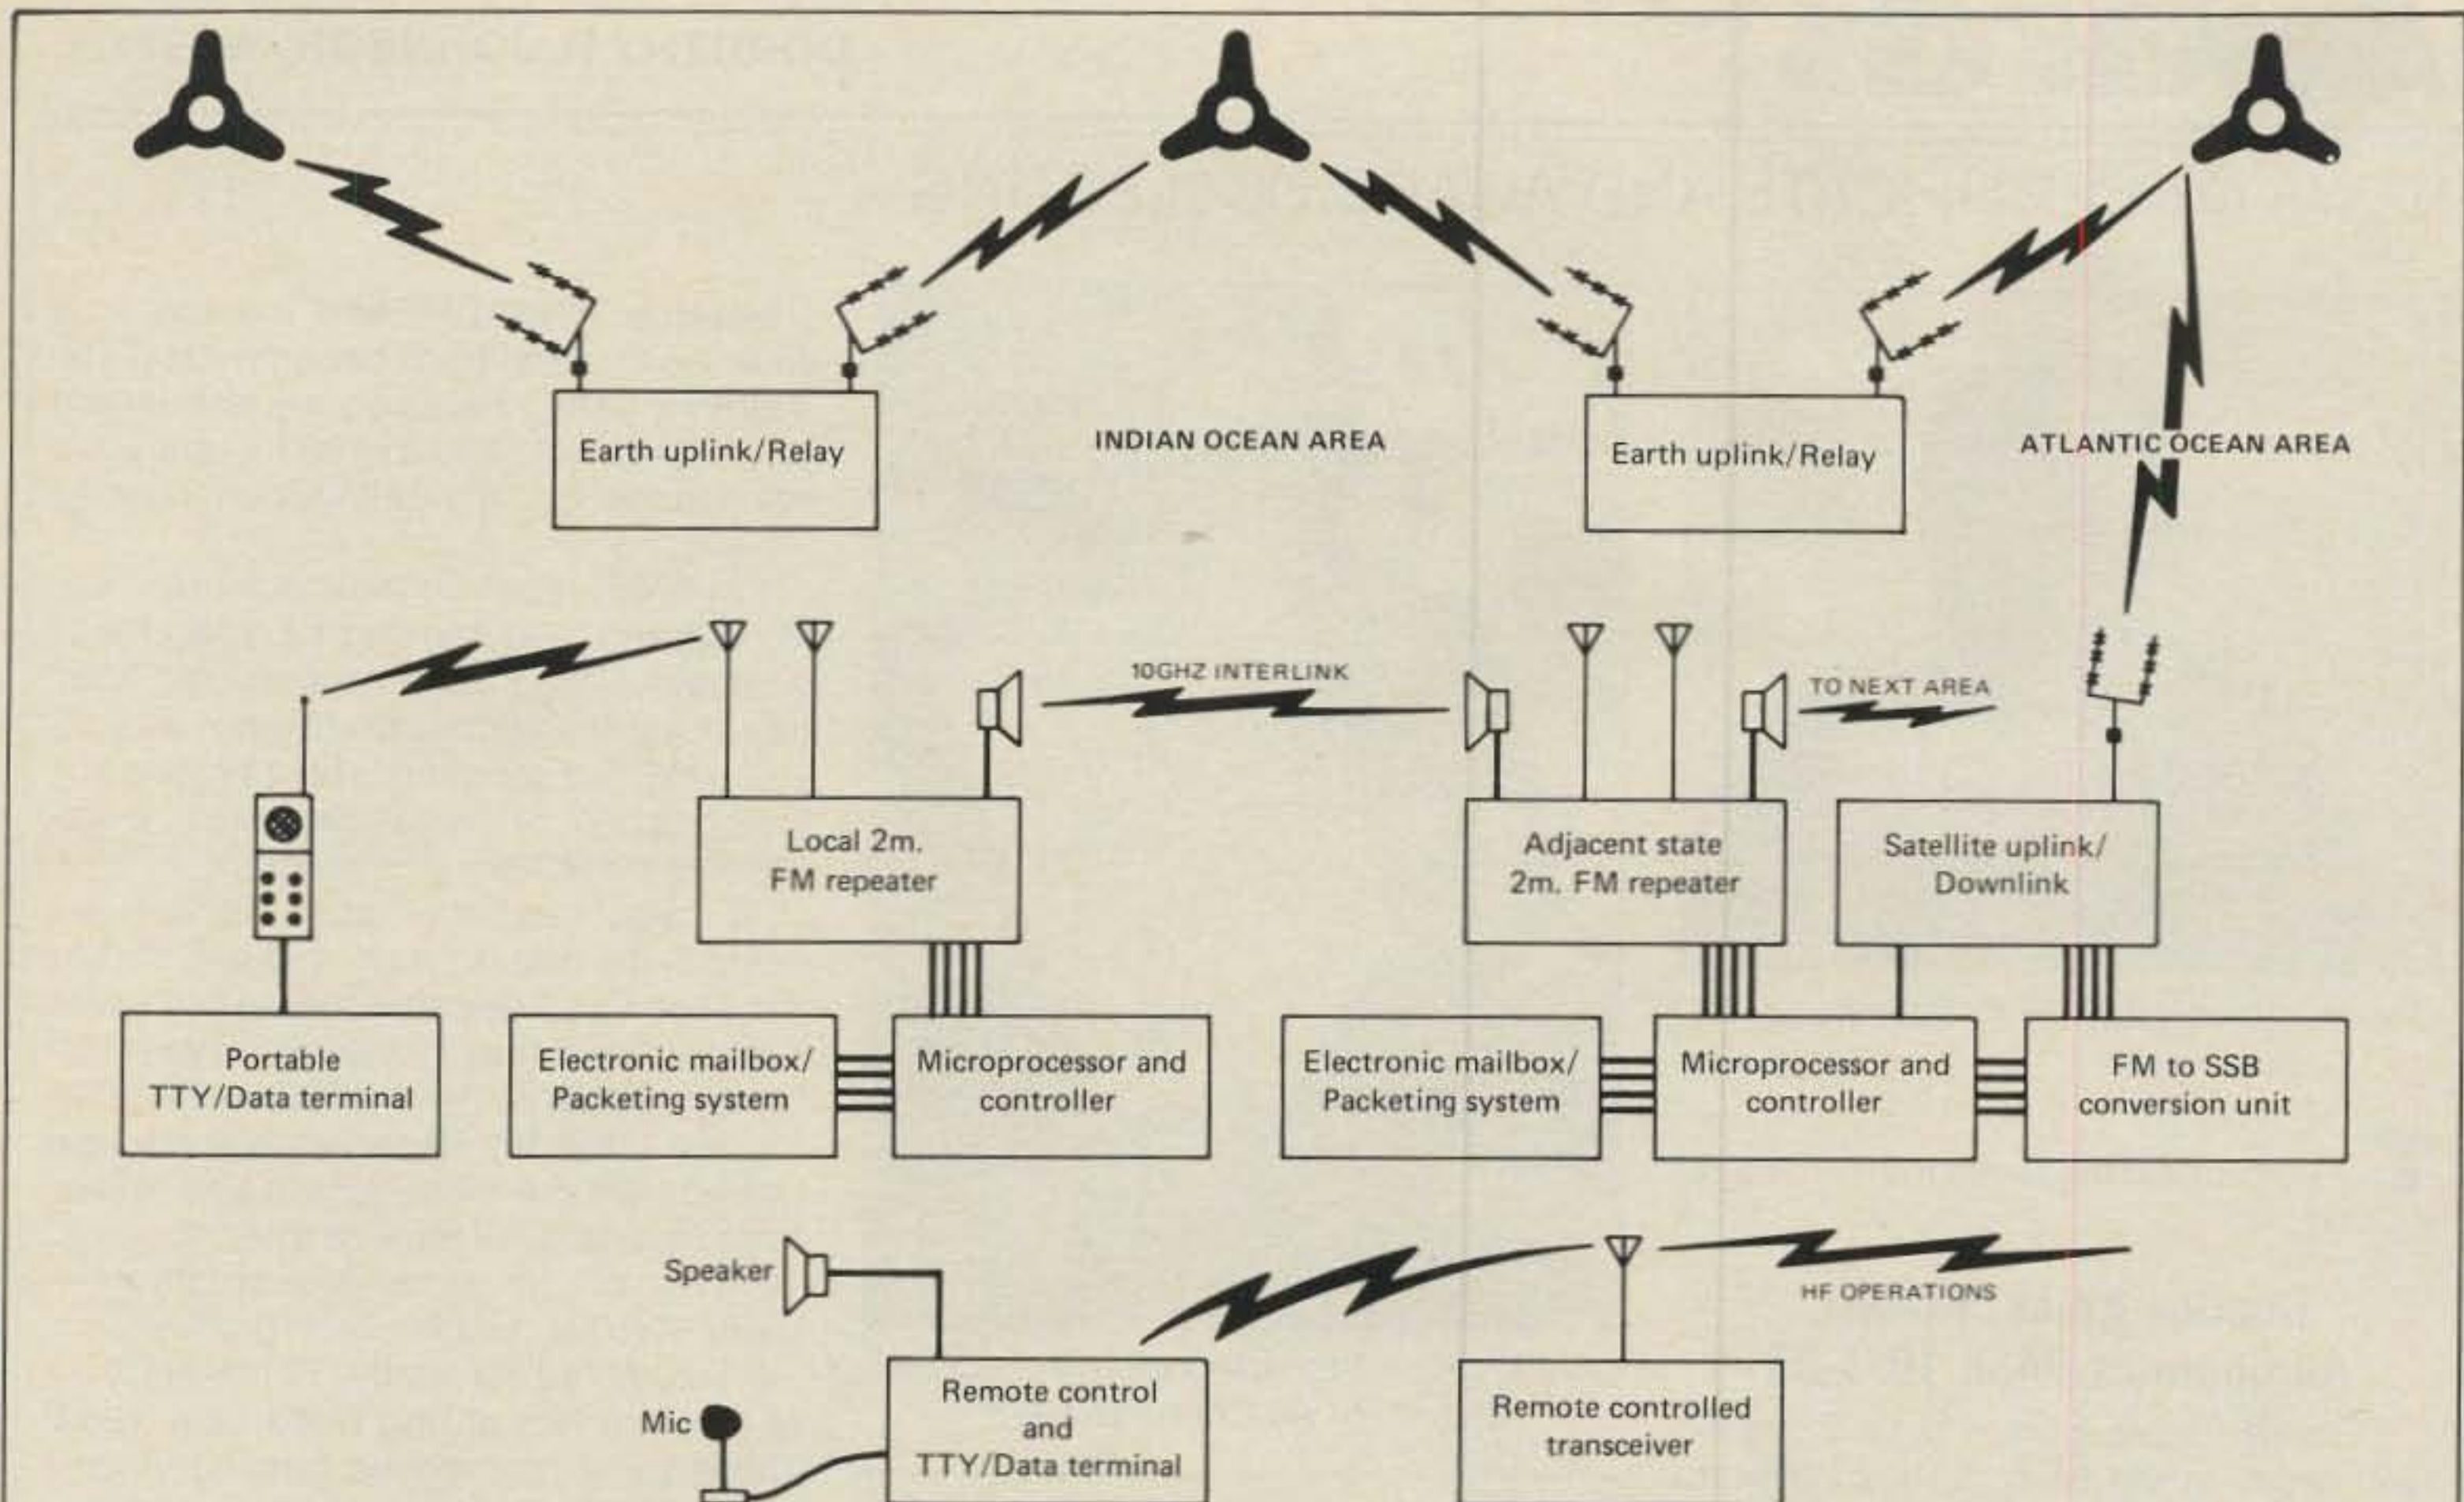 Earth uplink/Relay
INDIAN OCEAN AREA
Earth uplink/Relay
ATLANTIC OCEAN AREA
10GHZ INTERLINK
TO NEXT AREA
Local 2m.
FM repeater
Adjacent state
2m. FM repeater
Satellite uplink/
Downlink
Portable
TTY/Data terminal
Electronic mailbox/
Packeting system
Microprocessor and
controller
Electronic mailbox/
Packeting system
Microprocessor and
controller
FM to SSB
conversion unit
Speaker
HF OPERATIONS
Mic
Remote control
and
TTY/Data terminal
Remote controlled
transceiver